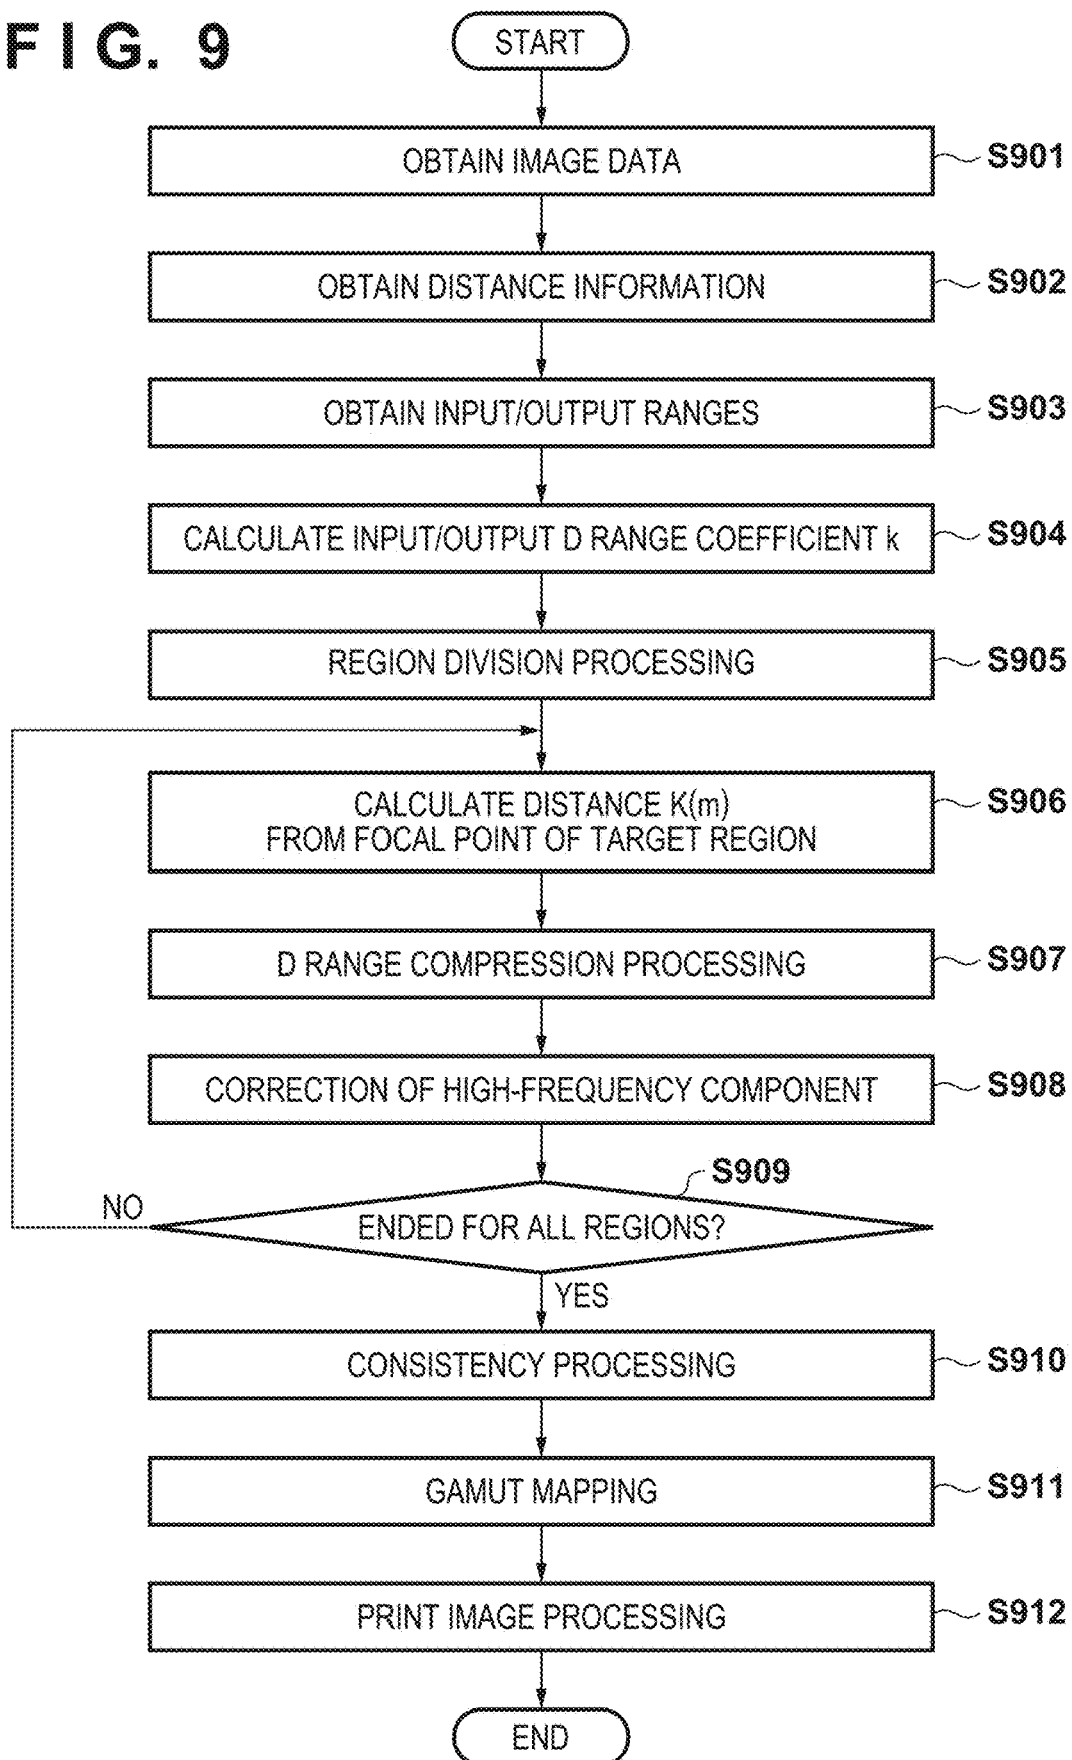 FIG. 9
START
OBTAIN IMAGE DATA
S901
OBTAIN DISTANCE INFORMATION
S902
OBTAIN INPUT/OUTPUT RANGES
S903
CALCULATE INPUT/OUTPUT D RANGE COEFFICIENT k
S904
REGION DIVISION PROCESSING
S905
CALCULATE DISTANCE K(m)
FROM FOCAL POINT OF TARGET REGION
S906
D RANGE COMPRESSION PROCESSING
S907
CORRECTION OF HIGH-FREQUENCY COMPONENT
S908
S909
NO
ENDED FOR ALL REGIONS?
YES
CONSISTENCY PROCESSING
S910
GAMUT MAPPING
S911
PRINT IMAGE PROCESSING
S912
END